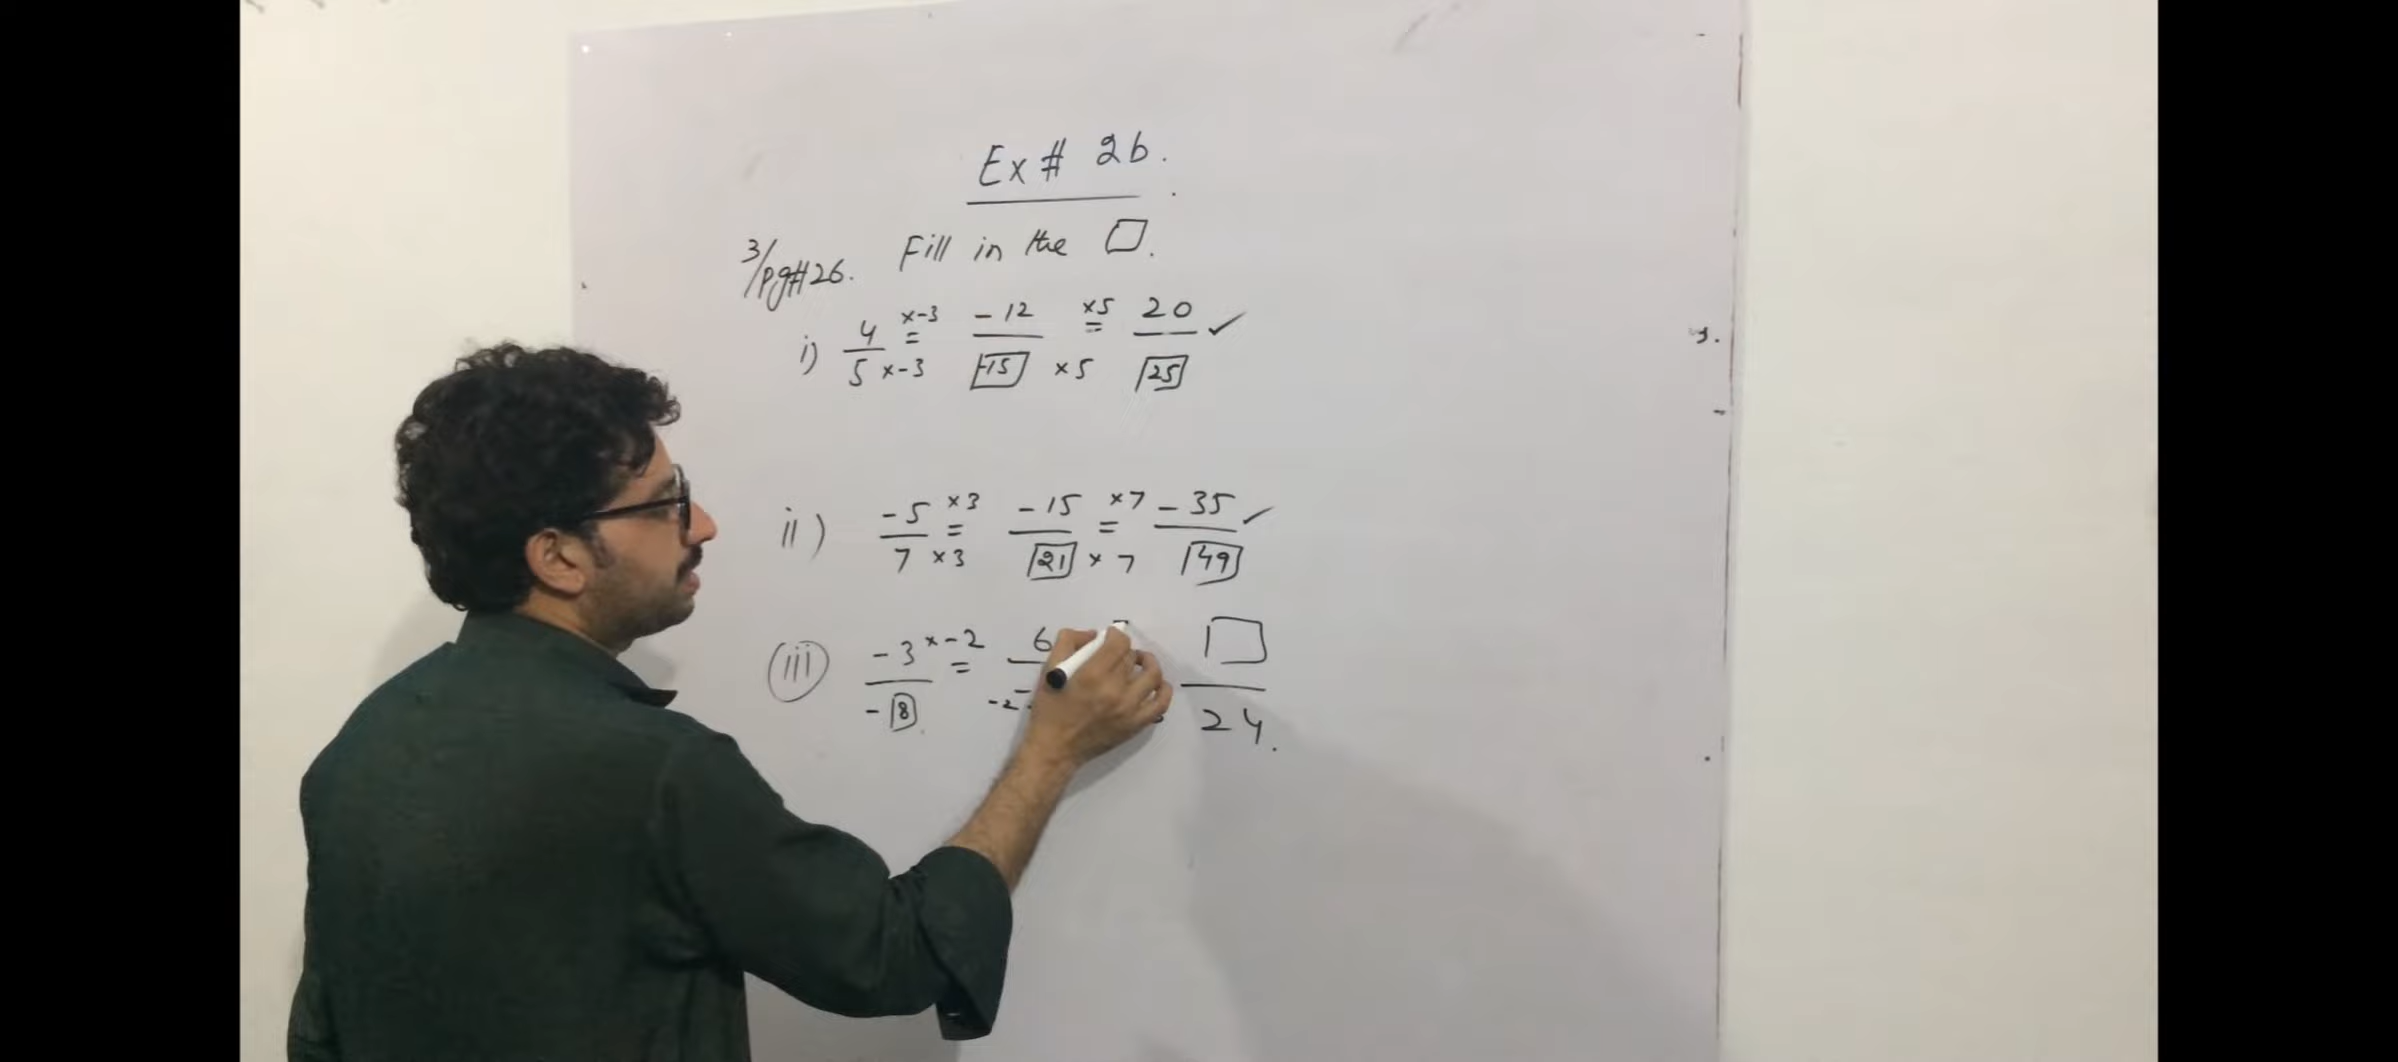 Ex # 2b.
3/pg#26. Fill in the □.
i) 4/5 ×-3 = ×-3 -12/-15 ×5 = ×5 20/25 ✓
ii) -5/7 ×3 = ×3 -15/21 ×7 = ×7 -35/49 ✓
(iii) -3/-8 ×-2 = -2 6 □/24.